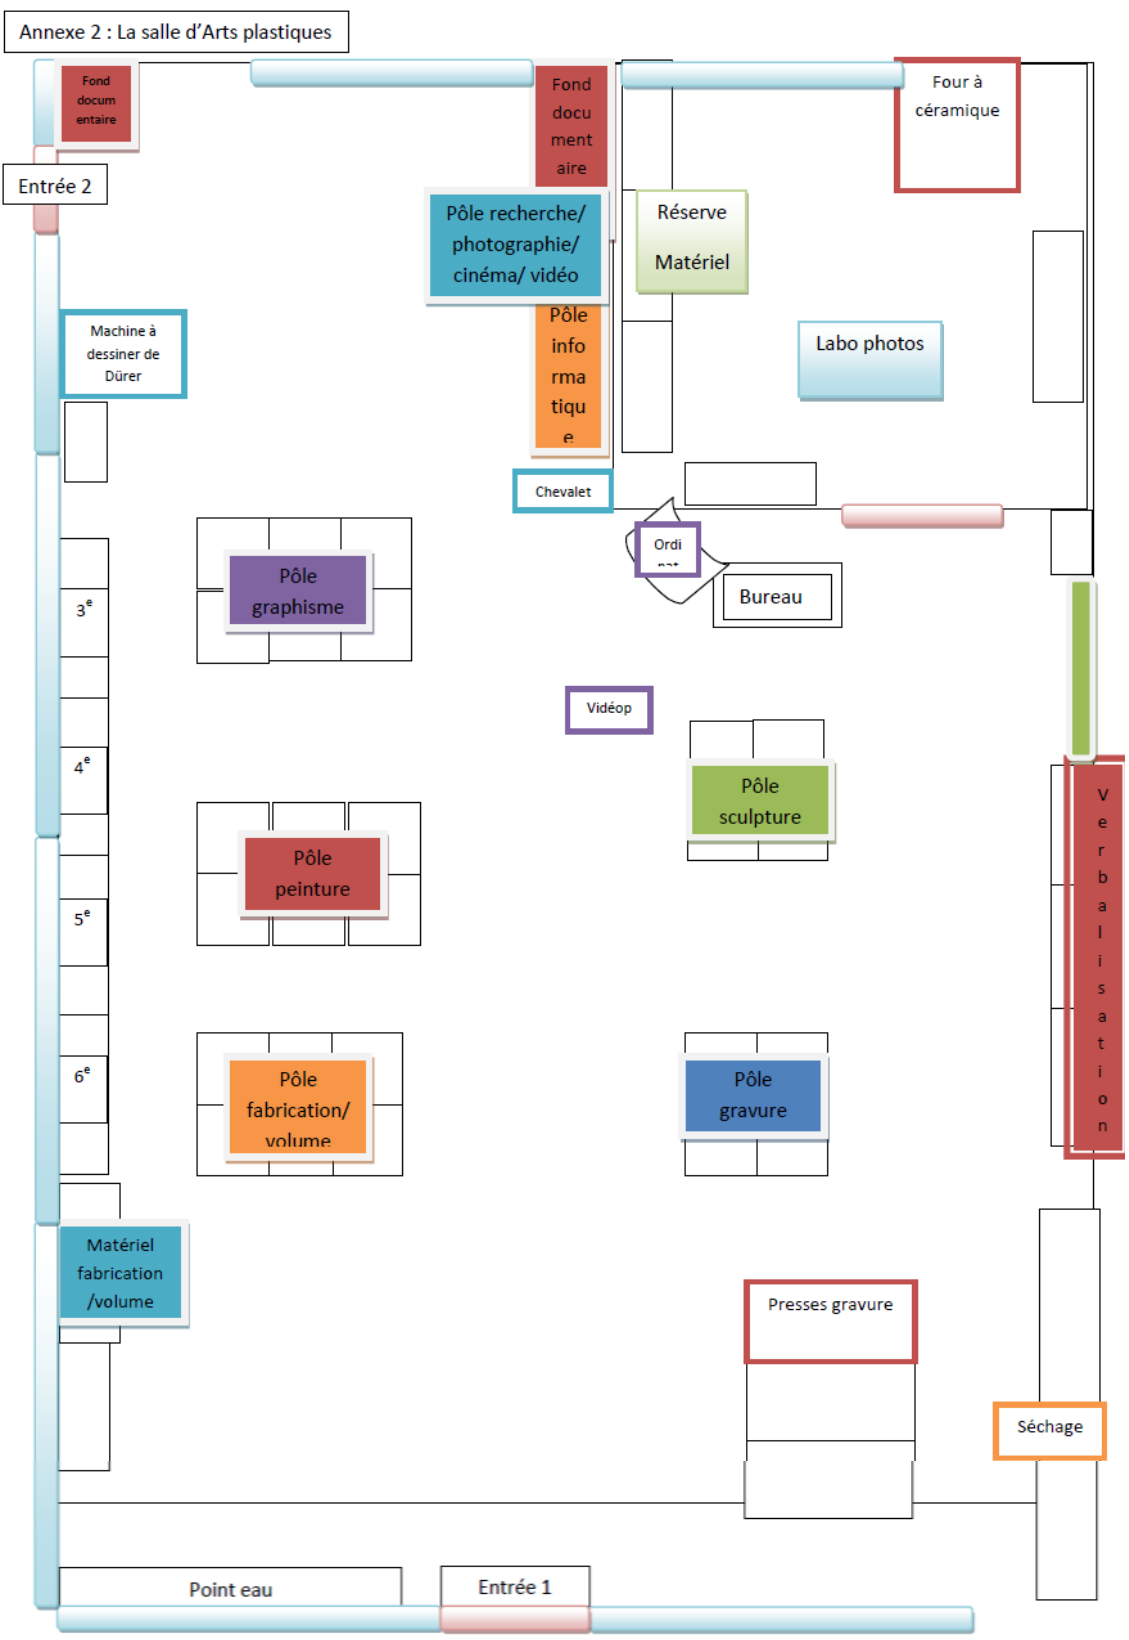 Annexe 2 : La salle d'Arts plastiques
Fond
docum
entaire
Fond
docu
ment
aire
Four à
céramique
Entrée 2
Pôle recherche/
photographie/
cinéma/ vidéo
Réserve
Matériel
Machine à
dessiner de
Dürer
Pôle
info
rma
tiqu
e
Labo photos
Chevalet
Ordi
nat
Bureau
Pôle
graphisme
3e
Vidéop
4e
Pôle
sculpture
V
e
r
b
a
l
i
s
a
t
i
o
n
Pôle
peinture
5e
6e
Pôle
fabrication/
volume
Pôle
gravure
Matériel
fabrication
/volume
Presses gravure
Séchage
Point eau
Entrée 1